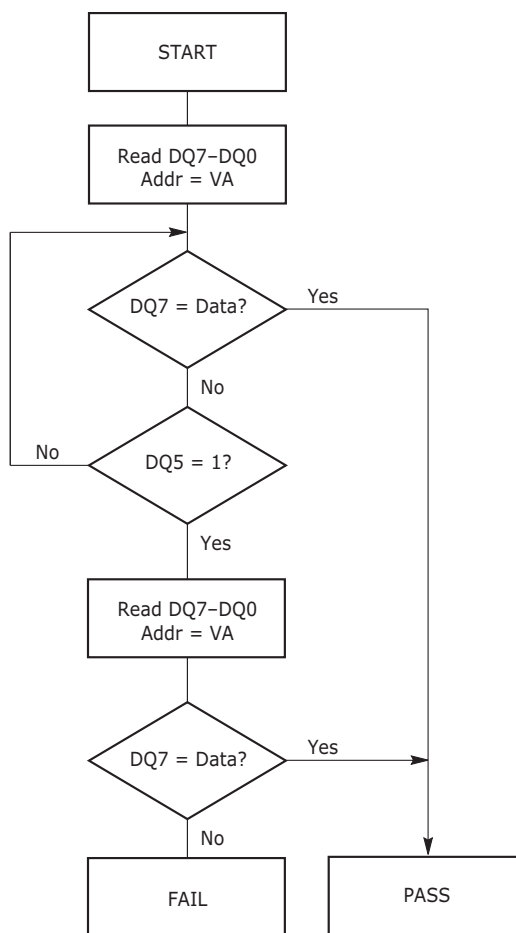 START
Read DQ7–DQ0
Addr = VA
DQ7 = Data?
Yes
No
No
DQ5 = 1?
Yes
Read DQ7–DQ0
Addr = VA
DQ7 = Data?
Yes
No
FAIL
PASS